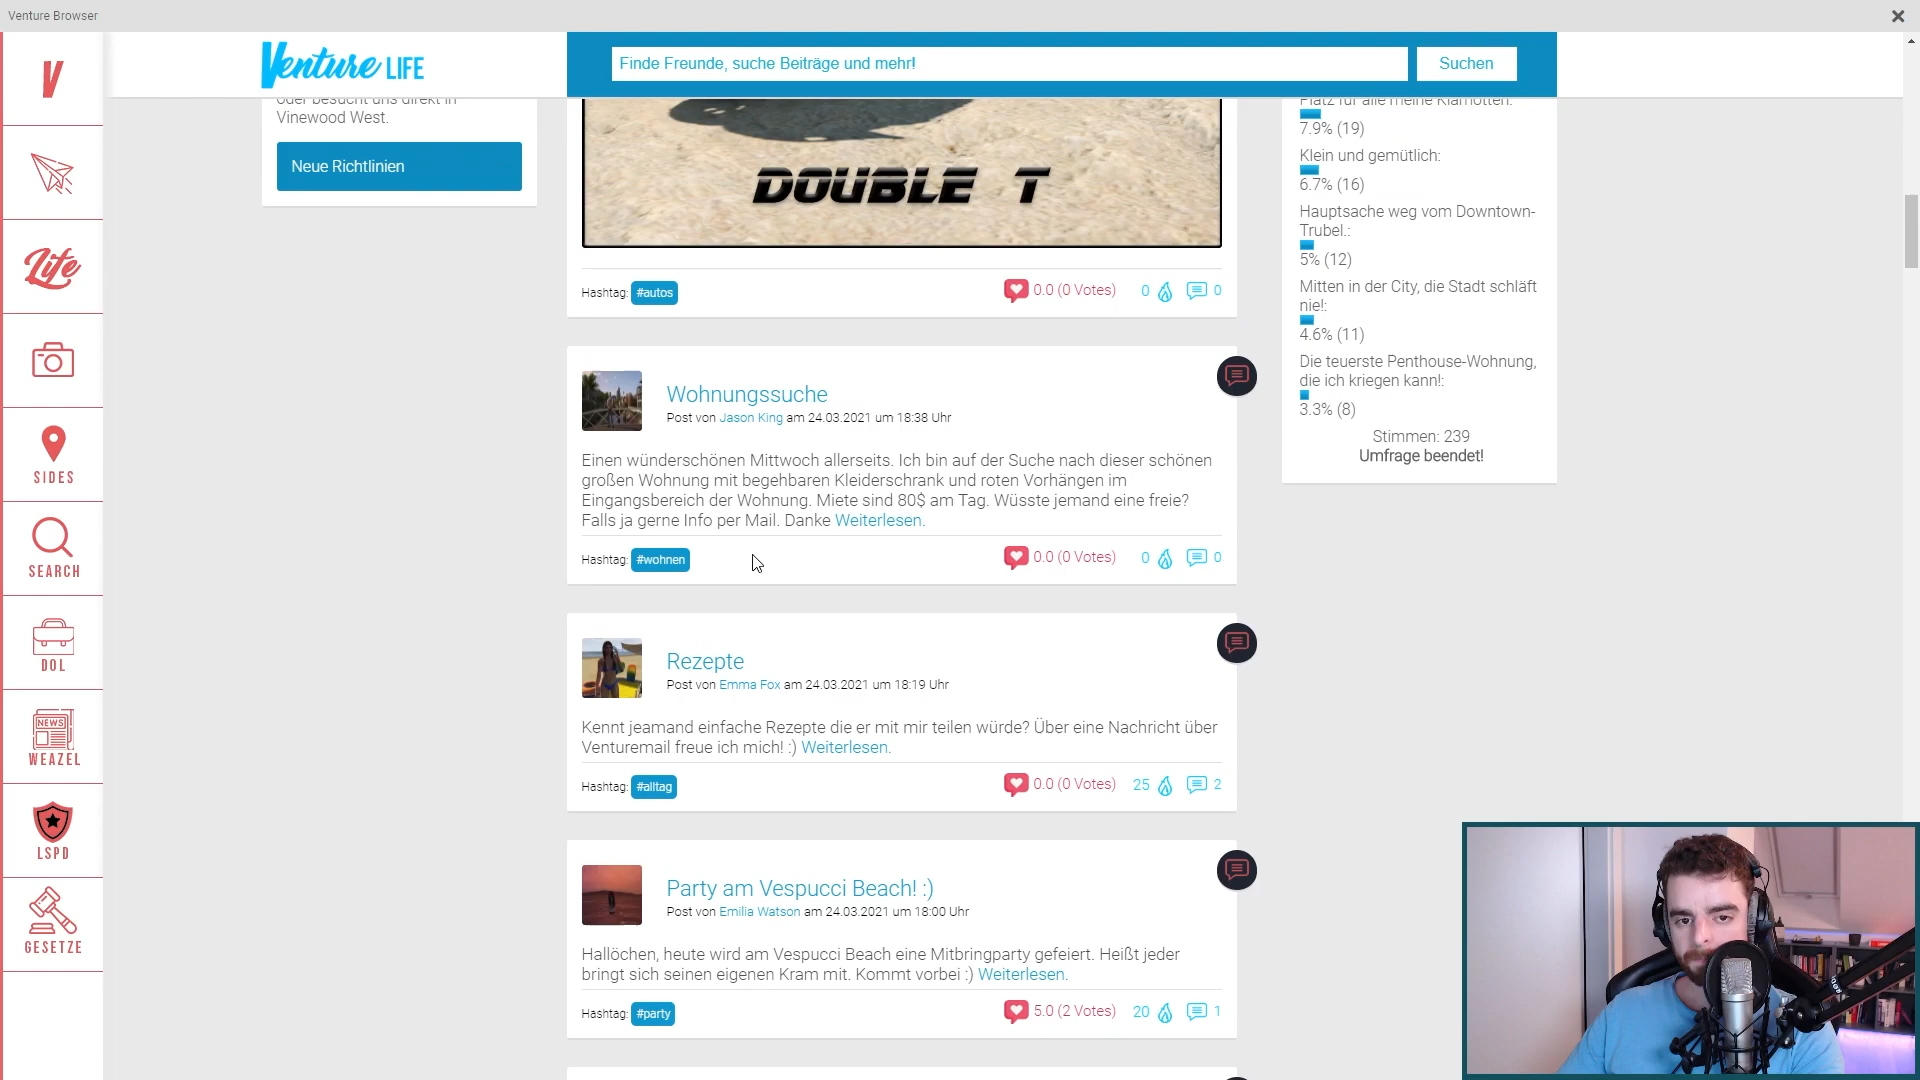 Venture Browser
V
Venture LIFE
Finde Freunde, suche Beiträge und mehr!
Suchen
oder besucht uns direkt in
Vinewood West.
Neue Richtlinien
Life
SIDES
SEARCH
DOL
NEWS
WEAZEL
LSPD
GESETZE
DOUBLE T
Hashtag: #autos
0.0 (0 Votes) 0 0
Wohnungssuche
Post von Jason King am 24.03.2021 um 18:38 Uhr
Einen wünderschönen Mittwoch allerseits. Ich bin auf der Suche nach dieser schönen
großen Wohnung mit begehbaren Kleiderschrank und roten Vorhängen im
Eingangsbereich der Wohnung. Miete sind 80$ am Tag. Wüsste jemand eine freie?
Falls ja gerne Info per Mail. Danke Weiterlesen.
Hashtag: #wohnen
0.0 (0 Votes) 0 0
Rezepte
Post von Emma Fox am 24.03.2021 um 18:19 Uhr
Kennt jeamand einfache Rezepte die er mit mir teilen würde? Über eine Nachricht über
Venturemail freue ich mich! :) Weiterlesen.
Hashtag: #alltag
0.0 (0 Votes) 25 2
Party am Vespucci Beach! :)
Post von Emilia Watson am 24.03.2021 um 18:00 Uhr
Hallöchen, heute wird am Vespucci Beach eine Mitbringparty gefeiert. Heißt jeder
bringt sich seinen eigenen Kram mit. Kommt vorbei :) Weiterlesen.
Hashtag: #party
5.0 (2 Votes) 20 1
Platz für alle meine Klamotten:
7.9% (19)
Klein und gemütlich:
6.7% (16)
Hauptsache weg vom Downtown-
Trubel.:
5% (12)
Mitten in der City, die Stadt schläft
nie!:
4.6% (11)
Die teuerste Penthouse-Wohnung,
die ich kriegen kann!:
3.3% (8)
Stimmen: 239
Umfrage beendet!